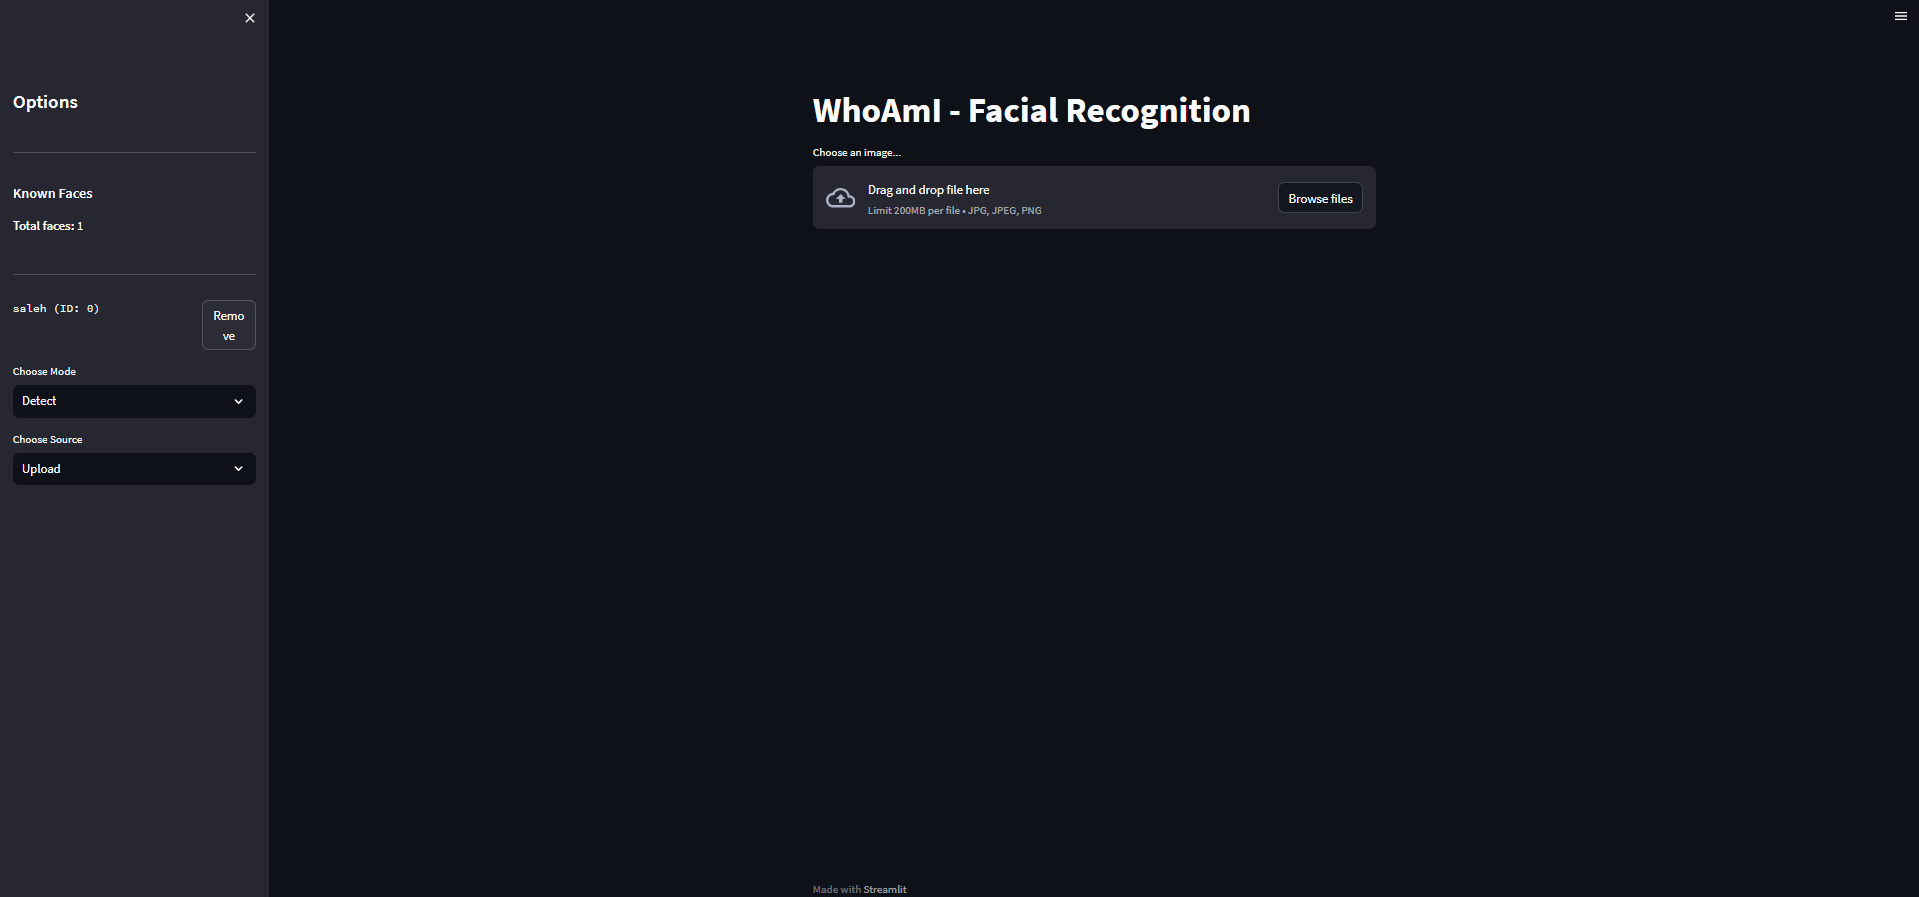 Options
Known Faces
Total faces: 1
saleh (ID: 0)
Remo
ve
Choose Mode
Detect
Choose Source
Upload
WhoAmI - Facial Recognition
Choose an image...
Drag and drop file here
Limit 200MB per file • JPG, JPEG, PNG
Browse files
Made with Streamlit